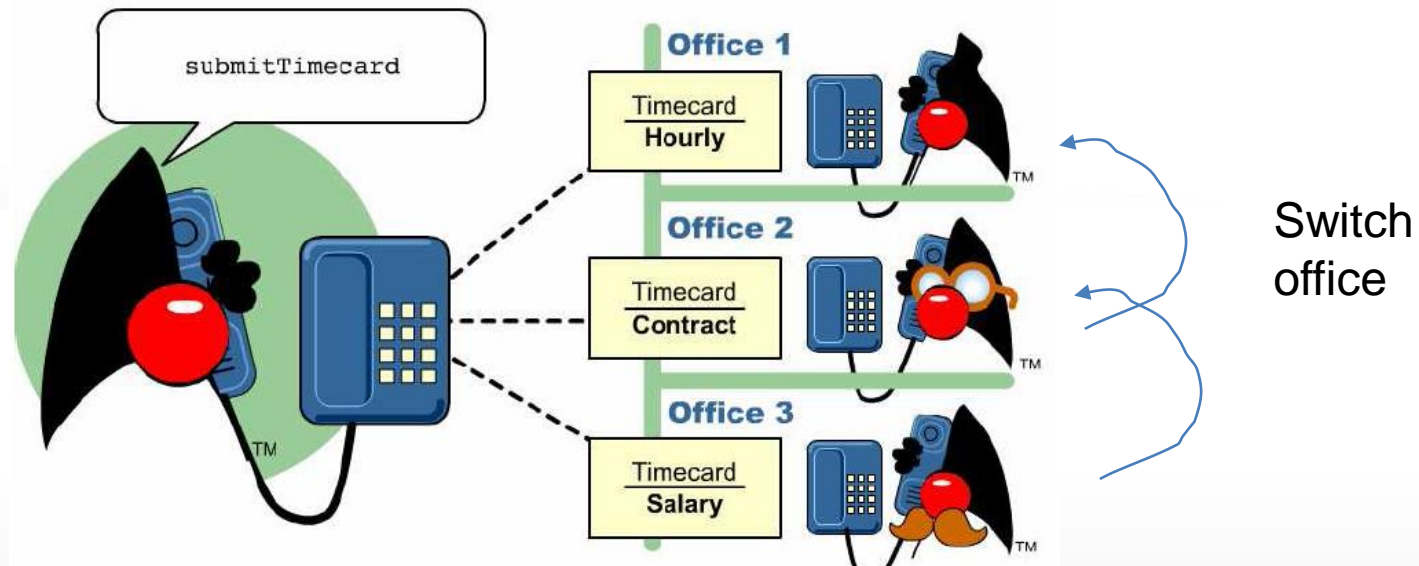 submitTimecard
TM
Office 1
Timecard
Hourly
TM
Office 2
Timecard
Contract
TM
Office 3
Timecard
Salary
TM
Switch
office